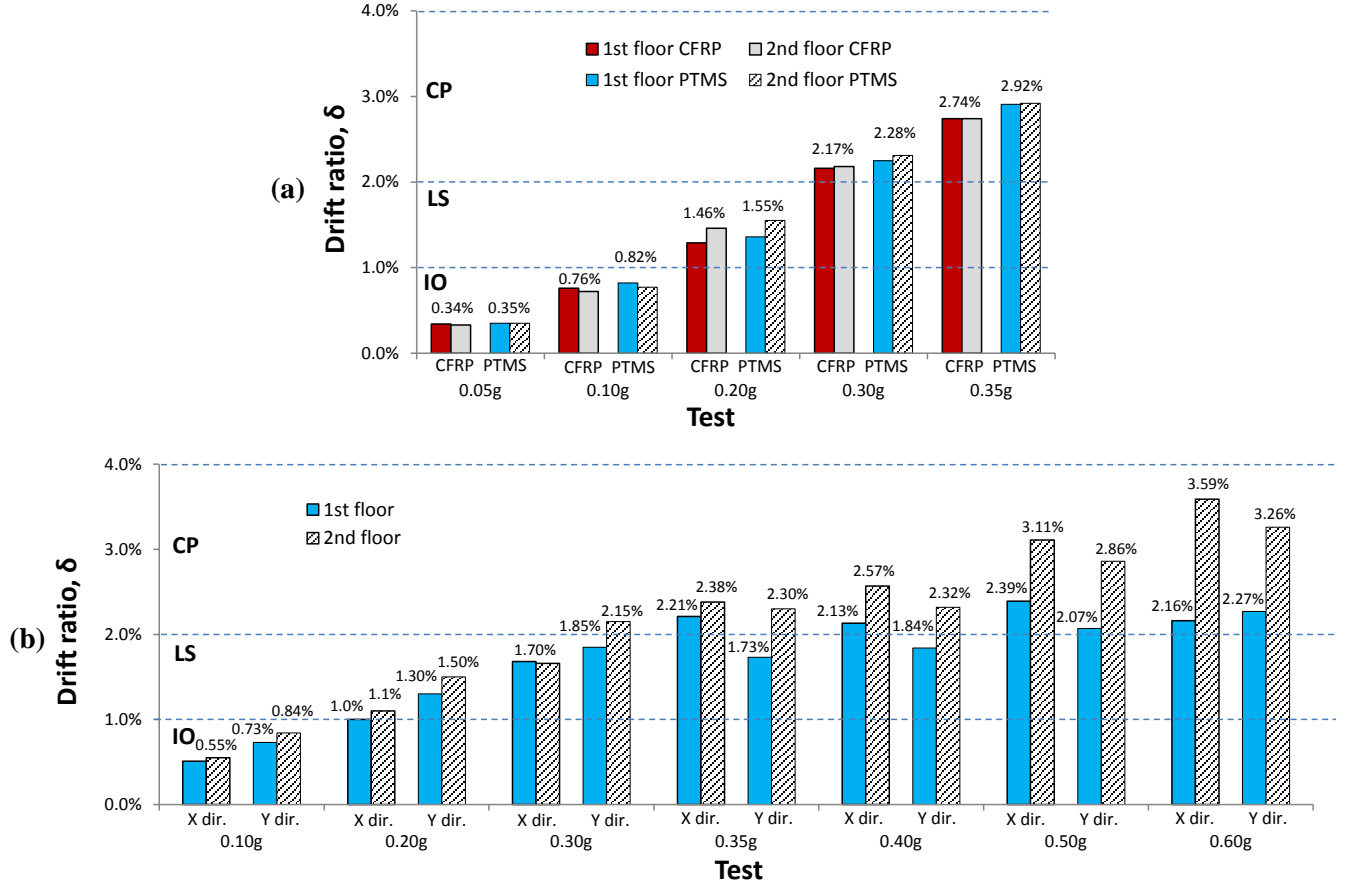 4.0%
1st floor CFRP 2nd floor CFRP
1st floor PTMS 2nd floor PTMS
CP
3.0%
2.74% 2.92%
2.17% 2.28%
(a)
Drift ratio, δ
2.0%
LS
1.46% 1.55%
1.0%
IO
0.76% 0.82%
0.34% 0.35%
0.0%
CFRP PTMS CFRP PTMS CFRP PTMS CFRP PTMS CFRP PTMS
0.05g 0.10g 0.20g 0.30g 0.35g
Test
4.0%
1st floor
2nd floor
CP
3.0%
3.59%
3.26%
3.11%
2.86%
2.57%
2.32%
2.38%
2.30%
2.39%
2.07%
2.16%
2.27%
2.21%
1.73%
2.13%
1.84%
1.85%
2.15%
(b)
Drift ratio, δ
2.0%
LS
1.70%
1.30%
1.50%
1.0%
1.1%
1.0%
IO
0.55%
0.73%
0.84%
0.0%
X dir. Y dir. X dir. Y dir. X dir. Y dir. X dir. Y dir. X dir. Y dir. X dir. Y dir. X dir. Y dir.
0.10g 0.20g 0.30g 0.35g 0.40g 0.50g 0.60g
Test